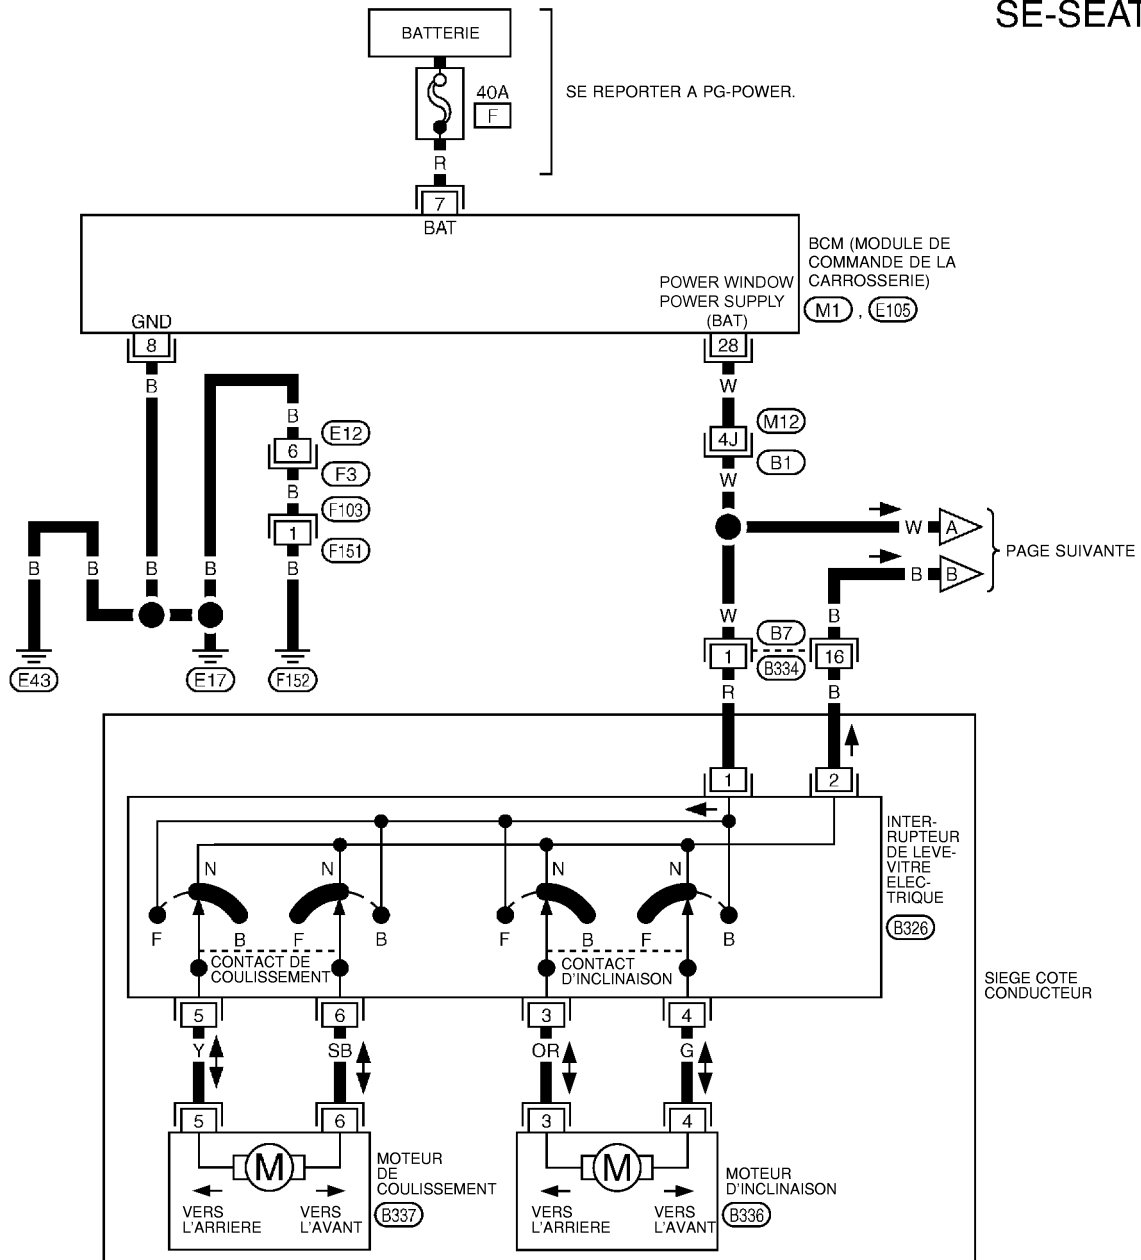 SE-SEAT
BATTERIE
40A
F
SE REPORTER A PG-POWER.
R
7
BAT
BCM (MODULE DE
COMMANDE DE LA
CARROSSERIE)
M1 , E105
POWER WINDOW
POWER SUPPLY
(BAT)
GND
8
28
B
W
B
E12
M12
6
4J
F3
B1
B
W
F103
1
F151
W
A
PAGE SUIVANTE
B
B
B
B
B
B
B
W
B
B7
1
16
B334
E43
E17
F152
R
B
1
2
INTER-
RUPTEUR
DE LEVE-
VITRE
ELEC-
TRIQUE
B326
N
N
N
N
F
B
F
B
F
B
F
B
CONTACT DE
COULISSEMENT
CONTACT
D'INCLINAISON
SIEGE COTE
CONDUCTEUR
5
6
3
4
Y
SB
OR
G
5
6
3
4
M
M
MOTEUR
DE
COULISSEMENT
B337
MOTEUR
D'INCLINAISON
B336
VERS
L'ARRIERE
VERS
L'AVANT
VERS
L'ARRIERE
VERS
L'AVANT